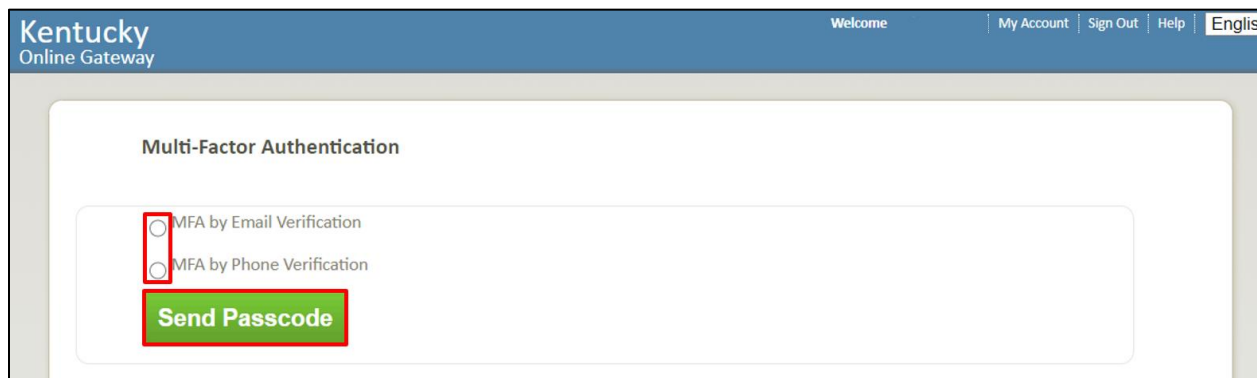 Kentucky
Online Gateway
Welcome My Account Sign Out Help Englis
Multi-Factor Authentication
MFA by Email Verification
MFA by Phone Verification
Send Passcode